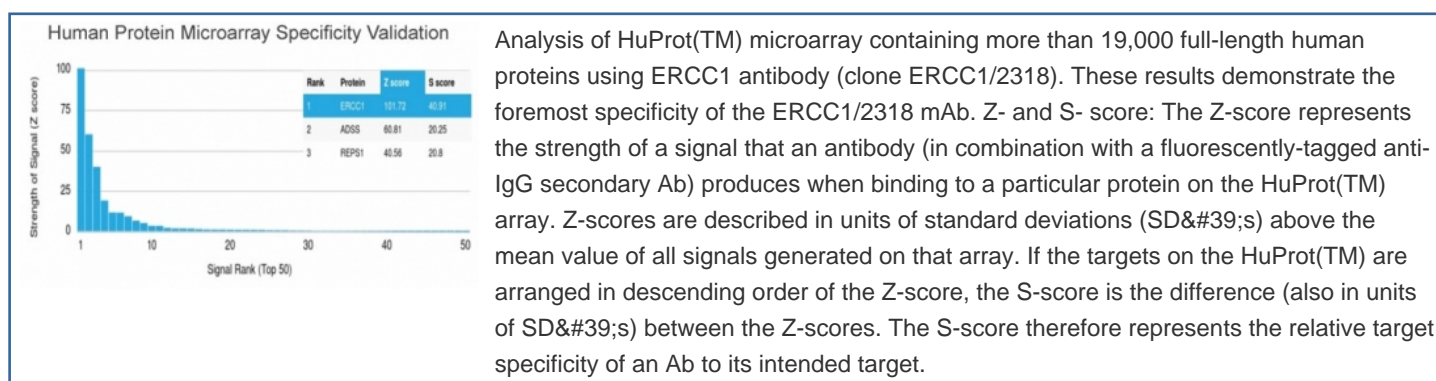 Human Protein Microarray Specificity Validation
Strength of Signal (Z score)
100
75
50
25
0
Rank Protein Z score S score
1 ERCC1 101.72 40.91
2 ADSS 60.81 20.25
3 REPS1 40.56 20.8
1 10 20 30 40 50
Signal Rank (Top 50)
Analysis of HuProt(TM) microarray containing more than 19,000 full-length human
proteins using ERCC1 antibody (clone ERCC1/2318). These results demonstrate the
foremost specificity of the ERCC1/2318 mAb. Z- and S- score: The Z-score represents
the strength of a signal that an antibody (in combination with a fluorescently-tagged anti-
IgG secondary Ab) produces when binding to a particular protein on the HuProt(TM)
array. Z-scores are described in units of standard deviations (SD&#39;s) above the
mean value of all signals generated on that array. If the targets on the HuProt(TM) are
arranged in descending order of the Z-score, the S-score is the difference (also in units
of SD&#39;s) between the Z-scores. The S-score therefore represents the relative target
specificity of an Ab to its intended target.